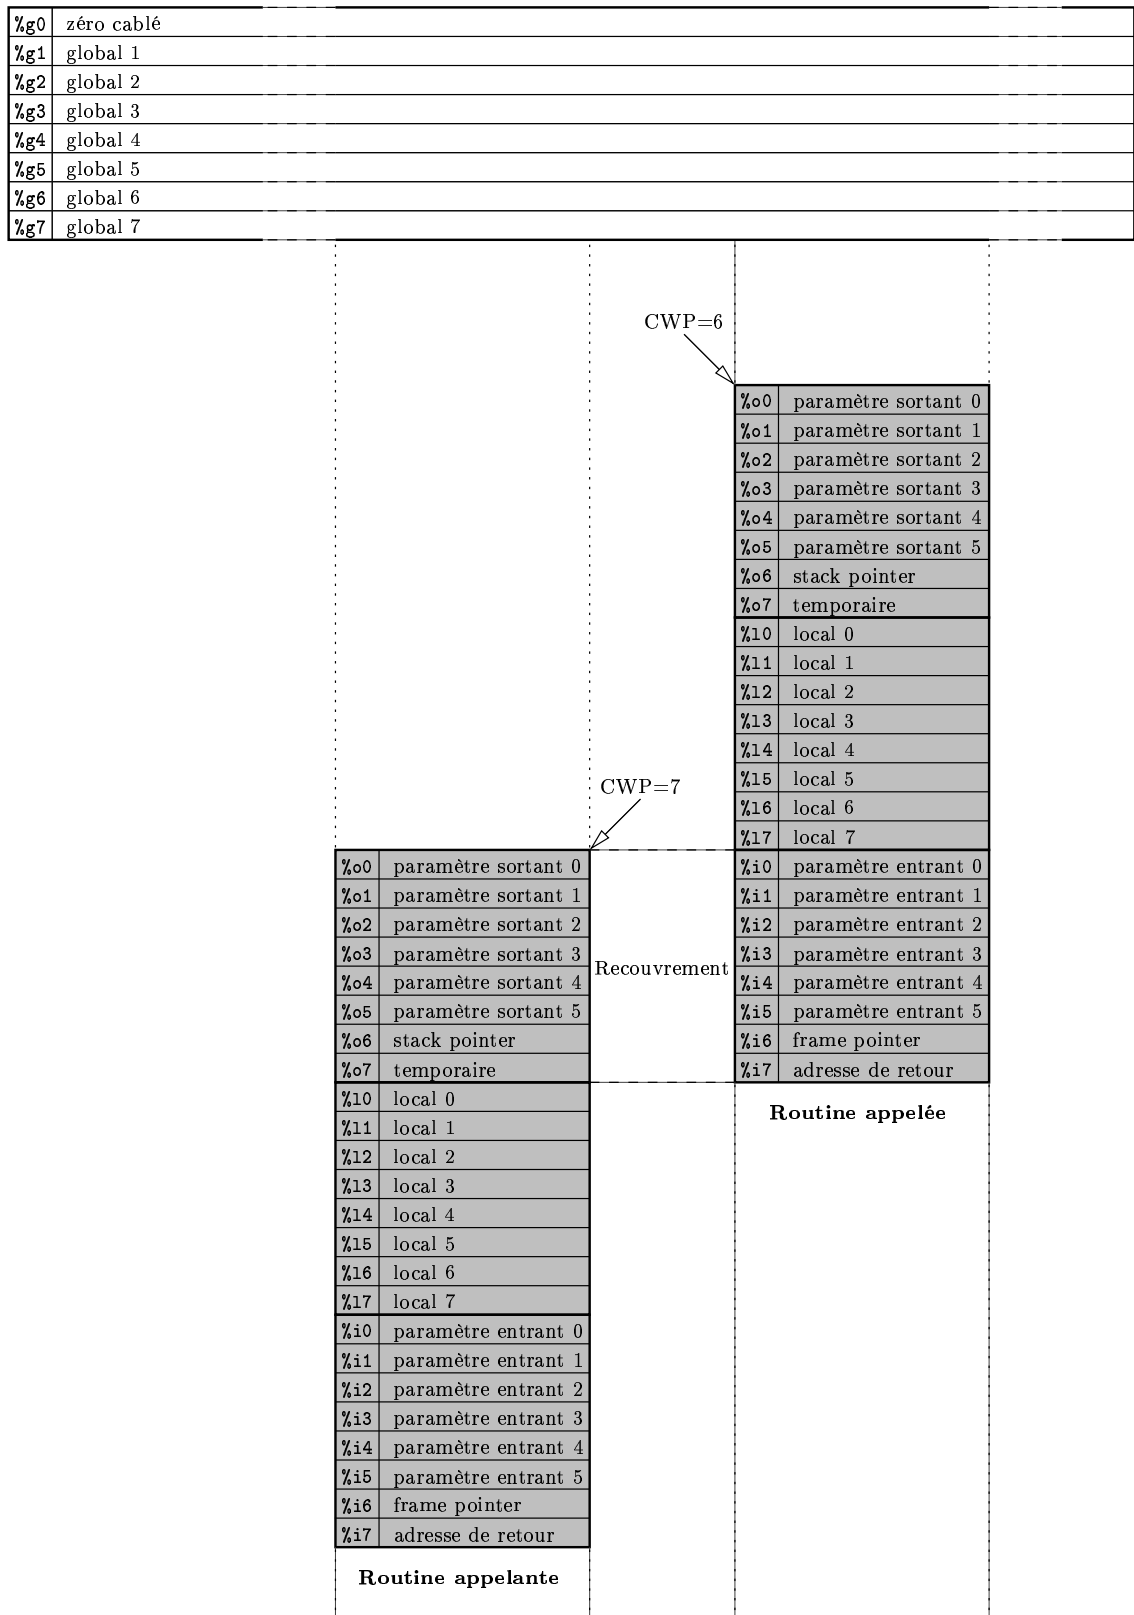 %g0 zéro cablé
%g1 global 1
%g2 global 2
%g3 global 3
%g4 global 4
%g5 global 5
%g6 global 6
%g7 global 7
CWP=6
%o0 paramètre sortant 0
%o1 paramètre sortant 1
%o2 paramètre sortant 2
%o3 paramètre sortant 3
%o4 paramètre sortant 4
%o5 paramètre sortant 5
%o6 stack pointer
%o7 temporaire
%l0 local 0
%l1 local 1
%l2 local 2
%l3 local 3
%l4 local 4
%l5 local 5
%l6 local 6
%l7 local 7
%i0 paramètre entrant 0
%i1 paramètre entrant 1
%i2 paramètre entrant 2
%i3 paramètre entrant 3
%i4 paramètre entrant 4
%i5 paramètre entrant 5
%i6 frame pointer
%i7 adresse de retour
Routine appelée
CWP=7
Recouvrement
%o0 paramètre sortant 0
%o1 paramètre sortant 1
%o2 paramètre sortant 2
%o3 paramètre sortant 3
%o4 paramètre sortant 4
%o5 paramètre sortant 5
%o6 stack pointer
%o7 temporaire
%l0 local 0
%l1 local 1
%l2 local 2
%l3 local 3
%l4 local 4
%l5 local 5
%l6 local 6
%l7 local 7
%i0 paramètre entrant 0
%i1 paramètre entrant 1
%i2 paramètre entrant 2
%i3 paramètre entrant 3
%i4 paramètre entrant 4
%i5 paramètre entrant 5
%i6 frame pointer
%i7 adresse de retour
Routine appelante